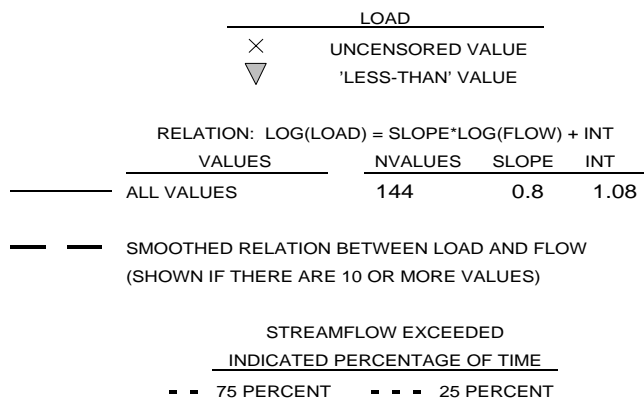 LOAD
UNCENSORED VALUE
'LESS-THAN' VALUE
RELATION: LOG(LOAD) = SLOPE*LOG(FLOW) + INT
VALUES NVALUES SLOPE INT
ALL VALUES 144 0.8 1.08
SMOOTHED RELATION BETWEEN LOAD AND FLOW
(SHOWN IF THERE ARE 10 OR MORE VALUES)
STREAMFLOW EXCEEDED
INDICATED PERCENTAGE OF TIME
75 PERCENT 25 PERCENT